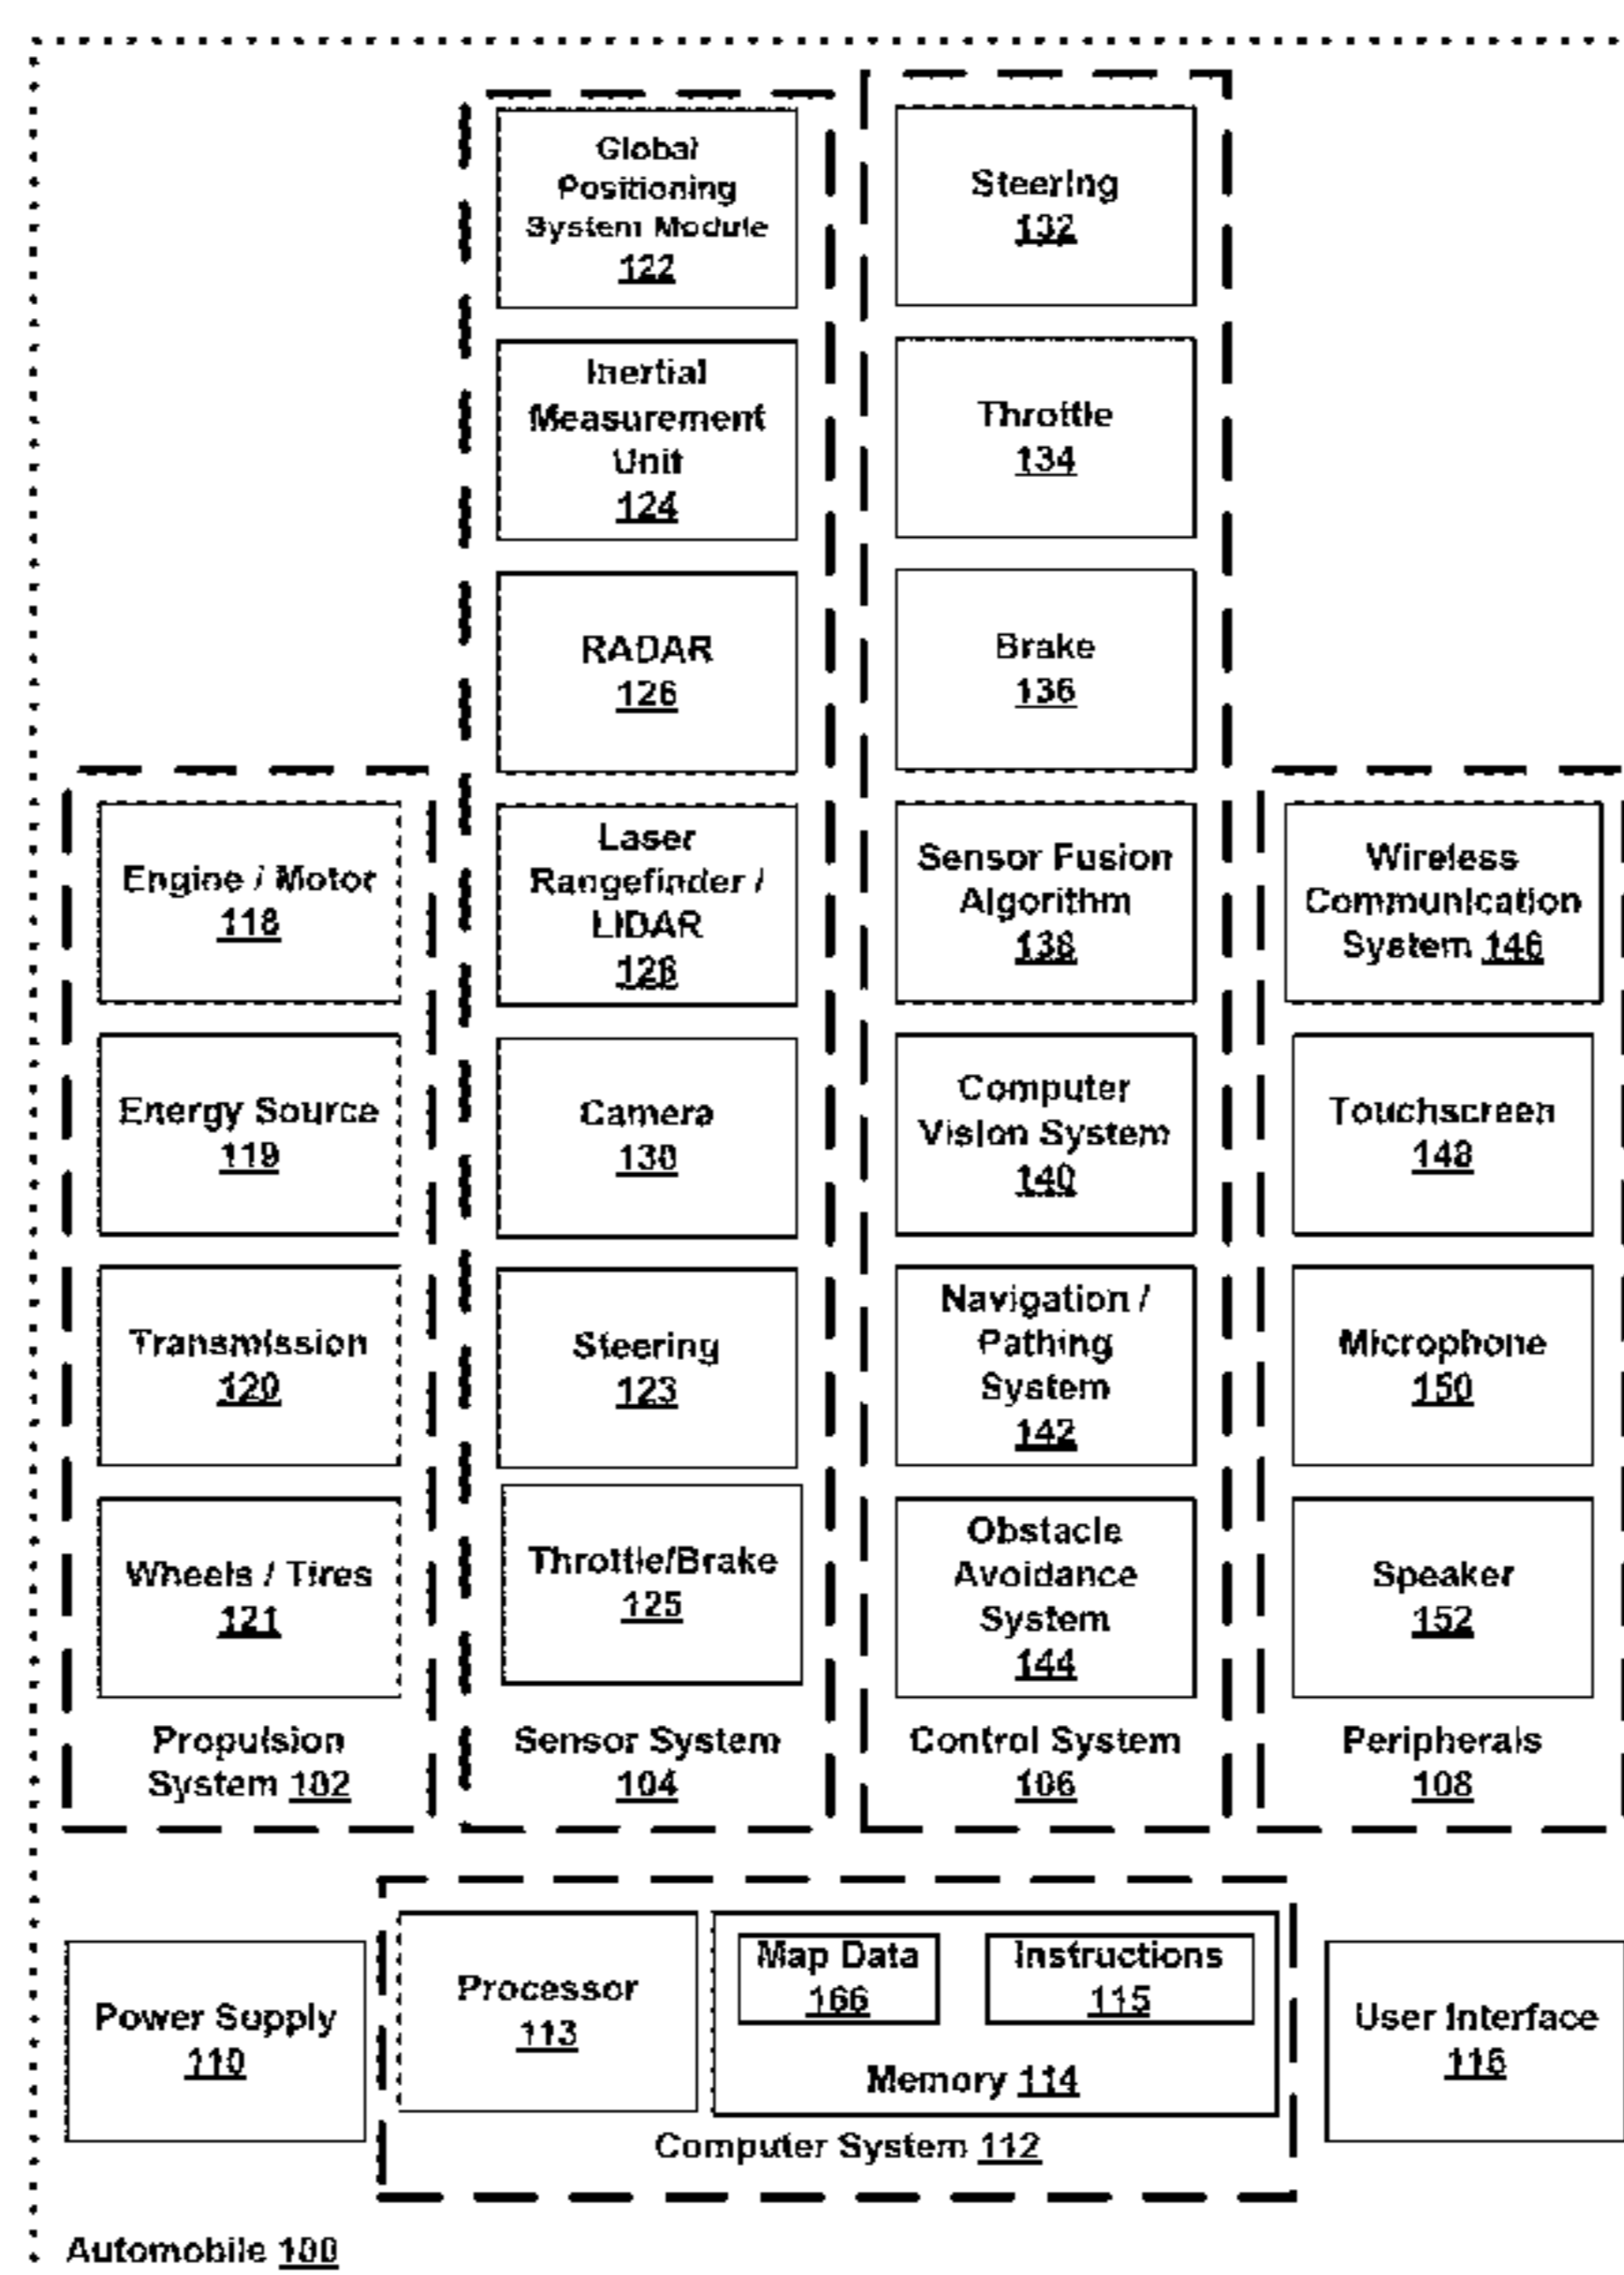 Global
Positioning
System Module
122
Inertial
Measurement
Unit
124
RADAR
126
Laser
Rangefinder /
LIDAR
128
Camera
130
Steering
123
Throttle/Brake
125
Sensor System
104
Steering
132
Throttle
134
Brake
136
Sensor Fusion
Algorithm
138
Computer
Vision System
140
Navigation /
Pathing
System
142
Obstacle
Avoidance
System
144
Control System
106
Engine / Motor
118
Energy Source
119
Transmission
120
Wheels / Tires
121
Propulsion
System 102
Wireless
Communication
System 146
Touchscreen
148
Microphone
150
Speaker
152
Peripherals
108
Power Supply
110
Processor
113
Map Data
166
Instructions
115
Memory 114
Computer System 112
User Interface
116
Automobile 100